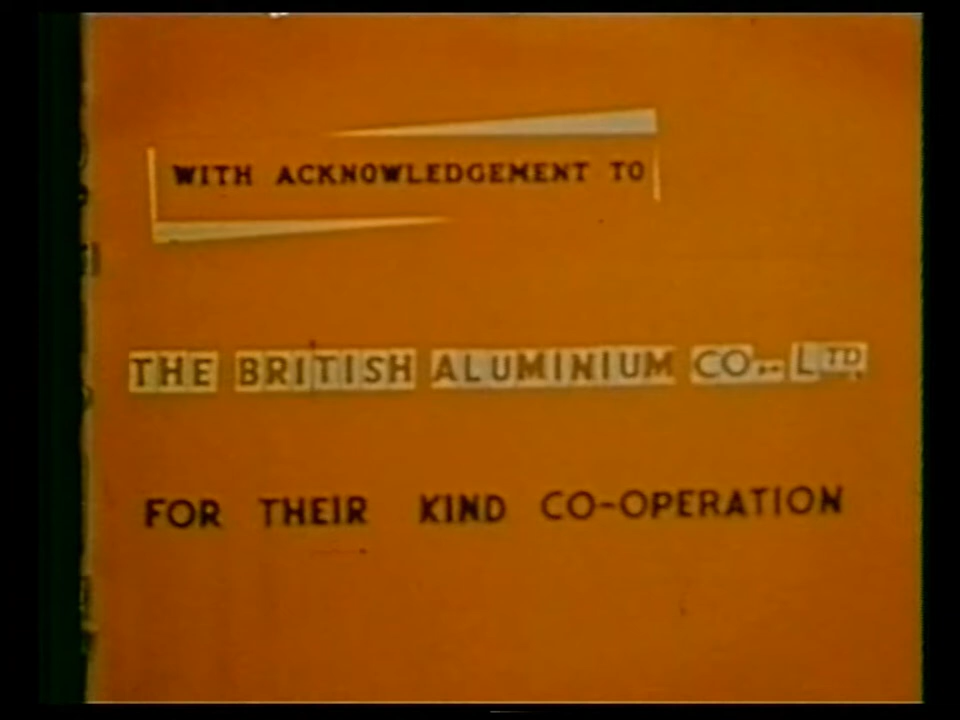 WITH ACKNOWLEDGEMENT TO
THE BRITISH ALUMINIUM CO.. LTD.
FOR THEIR KIND CO-OPERATION